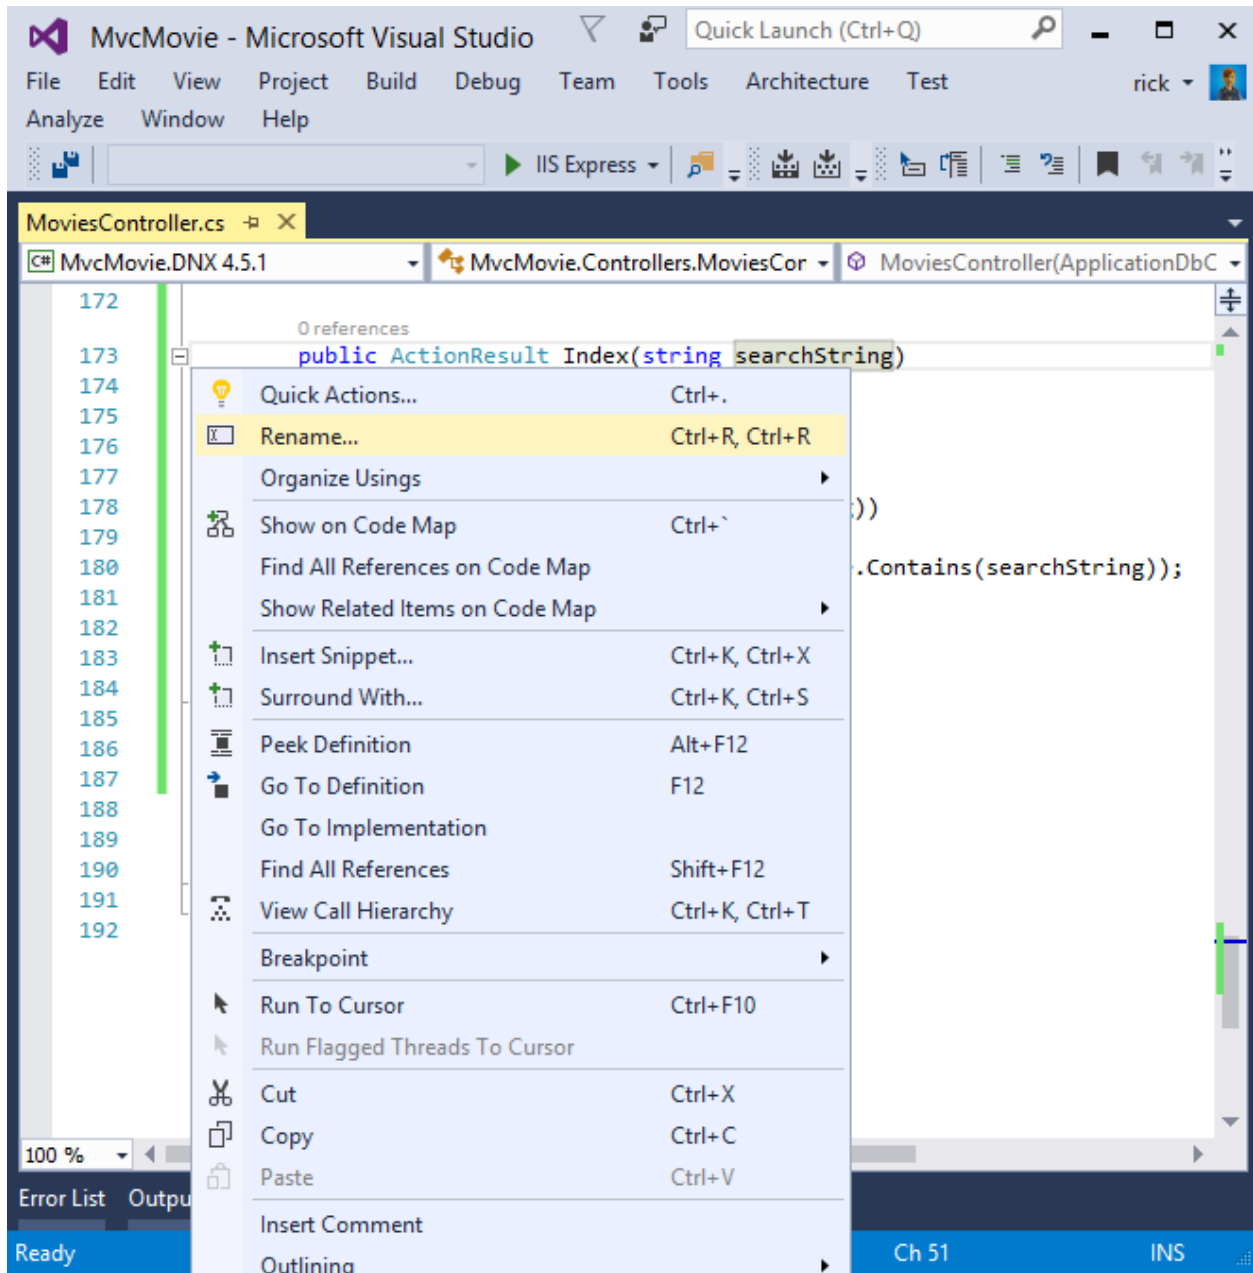 MvcMovie - Microsoft Visual Studio
Quick Launch (Ctrl+Q)
File Edit View Project Build Debug Team Tools Architecture Test rick
Analyze Window Help
IIS Express
MoviesController.cs
C# MvcMovie.DNX 4.5.1 MvcMovie.Controllers.MoviesCor MoviesController(ApplicationDbC
172
0 references
173 public ActionResult Index(string searchString)
174
Quick Actions... Ctrl+.
175
176 Rename... Ctrl+R, Ctrl+R
177 Organize Usings
178 ))
179 Show on Code Map Ctrl+`
180 Find All References on Code Map .Contains(searchString));
181
Show Related Items on Code Map
182
183 Insert Snippet... Ctrl+K, Ctrl+X
184 Surround With... Ctrl+K, Ctrl+S
185
186 Peek Definition Alt+F12
187 Go To Definition F12
188
Go To Implementation
189
190 Find All References Shift+F12
191 View Call Hierarchy Ctrl+K, Ctrl+T
192
Breakpoint
Run To Cursor Ctrl+F10
Run Flagged Threads To Cursor
Cut Ctrl+X
Copy Ctrl+C
100 %
Paste Ctrl+V
Error List Outpu
Insert Comment
Ready Ch 51 INS
Outlining